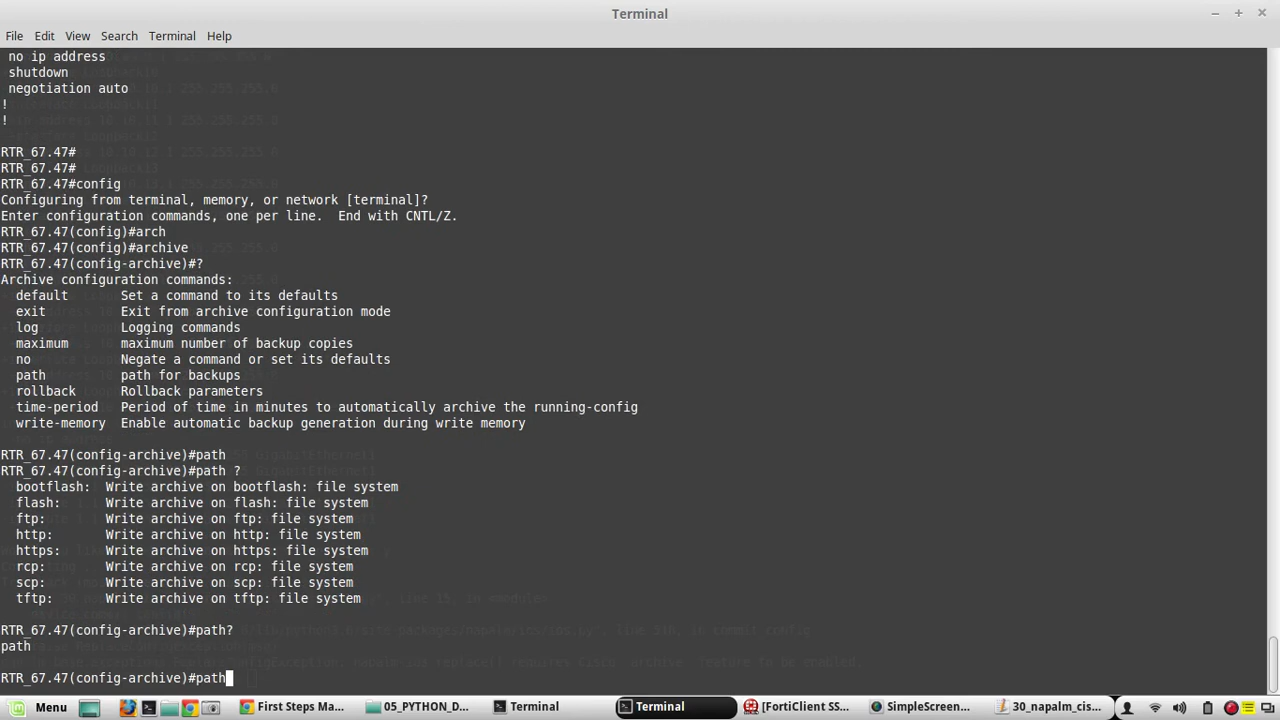 Terminal
File Edit View Search Terminal Help
no ip address
shutdown
negotiation auto
!
!
RTR_67.47#
RTR_67.47#
RTR_67.47#config
Configuring from terminal, memory, or network [terminal]?
Enter configuration commands, one per line.  End with CNTL/Z.
RTR_67.47(config)#arch
RTR_67.47(config)#archive
RTR_67.47(config-archive)#?
Archive configuration commands:
default       Set a command to its defaults
exit          Exit from archive configuration mode
log           Logging commands
maximum       maximum number of backup copies
no            Negate a command or set its defaults
path          path for backups
rollback      Rollback parameters
time-period   Period of time in minutes to automatically archive the running-config
write-memory  Enable automatic backup generation during write memory
RTR_67.47(config-archive)#path
RTR_67.47(config-archive)#path ?
bootflash:  Write archive on bootflash: file system
flash:      Write archive on flash: file system
ftp:        Write archive on ftp: file system
http:       Write archive on http: file system
https:      Write archive on https: file system
rcp:        Write archive on rcp: file system
scp:        Write archive on scp: file system
tftp:       Write archive on tftp: file system
RTR_67.47(config-archive)#path?
path
RTR_67.47(config-archive)#path
Menu First Steps Ma... 05_PYTHON_D... Terminal Terminal [FortiClient SS... SimpleScreen... 30_napalm_cis...